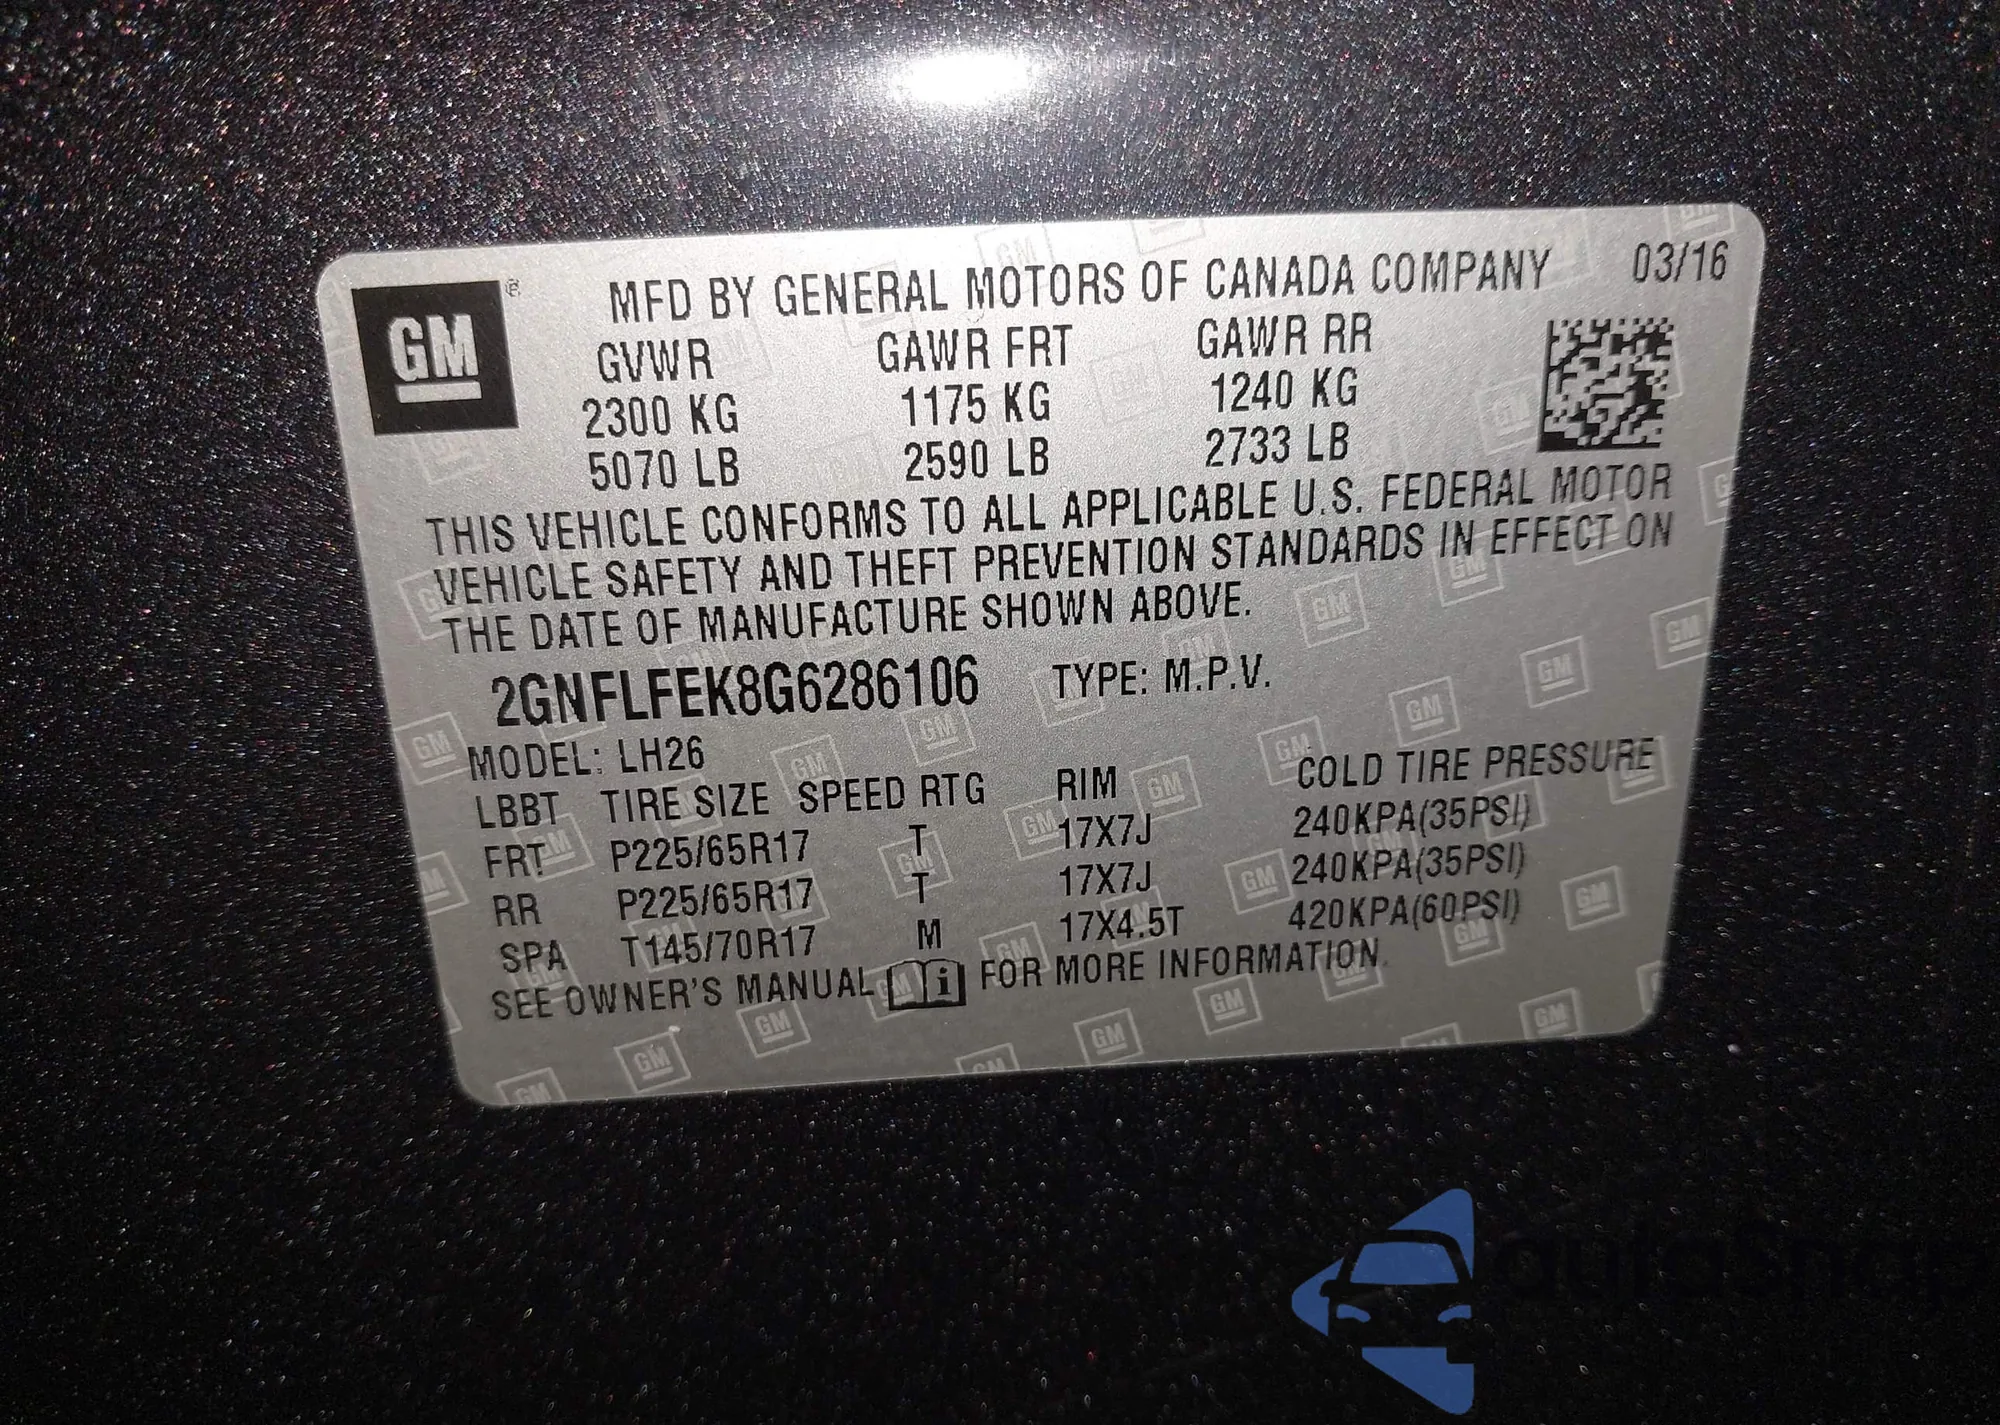 GM ® MFD BY GENERAL MOTORS OF CANADA COMPANY 03/16
GVWR GAWR FRT GAWR RR
2300 KG 1175 KG 1240 KG
5070 LB 2590 LB 2733 LB
THIS VEHICLE CONFORMS TO ALL APPLICABLE U.S. FEDERAL MOTOR
VEHICLE SAFETY AND THEFT PREVENTION STANDARDS IN EFFECT ON
THE DATE OF MANUFACTURE SHOWN ABOVE.
2GNFLFEK8G6286106 TYPE: M.P.V.
MODEL: LH26
LBBT TIRE SIZE SPEED RTG RIM COLD TIRE PRESSURE
FRT P225/65R17 T 17X7J 240KPA(35PSI)
RR P225/65R17 T 17X7J 240KPA(35PSI)
SPA T145/70R17 M 17X4.5T 420KPA(60PSI)
SEE OWNER'S MANUAL i FOR MORE INFORMATION.